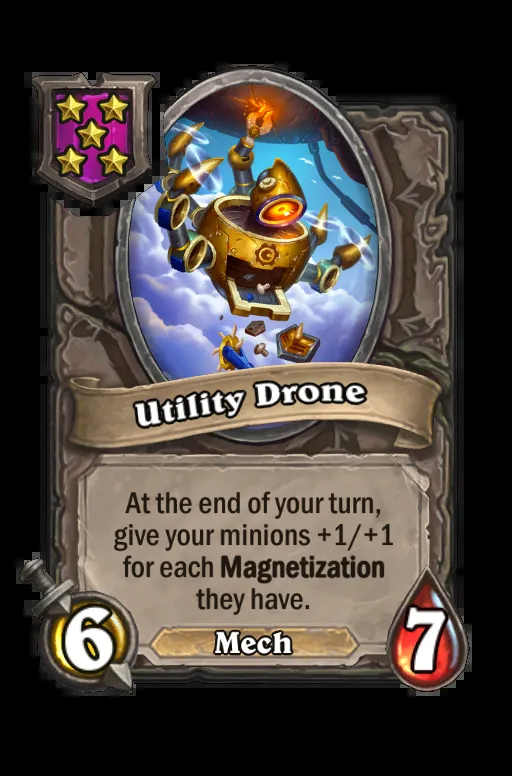 Utility Drone
At the end of your turn,
give your minions +1/+1
for each Magnetization
they have.
6
Mech
7